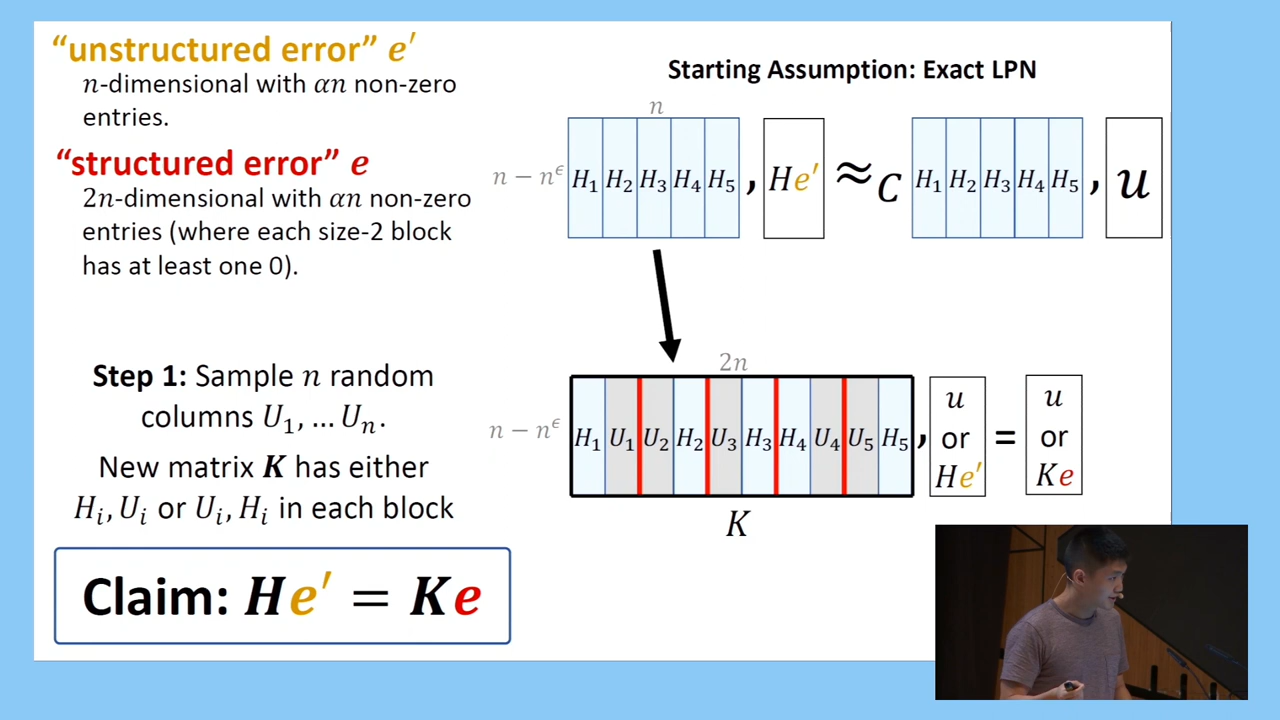 “unstructured error” e′
n-dimensional with αn non-zero
entries.
“structured error” e
2n-dimensional with αn non-zero
entries (where each size-2 block
has at least one 0).
Step 1: Sample n random
columns U₁, … Uₙ.
New matrix K has either
Hᵢ, Uᵢ or Uᵢ, Hᵢ in each block
Claim: He′ = Ke
Starting Assumption: Exact LPN
n
n − n^ϵ H₁ H₂ H₃ H₄ H₅ , He′ ≈C H₁ H₂ H₃ H₄ H₅ , u
2n
n − n^ϵ H₁ U₁ U₂ H₂ U₃ H₃ H₄ U₄ U₅ H₅ , u or He′ = u or Ke
K